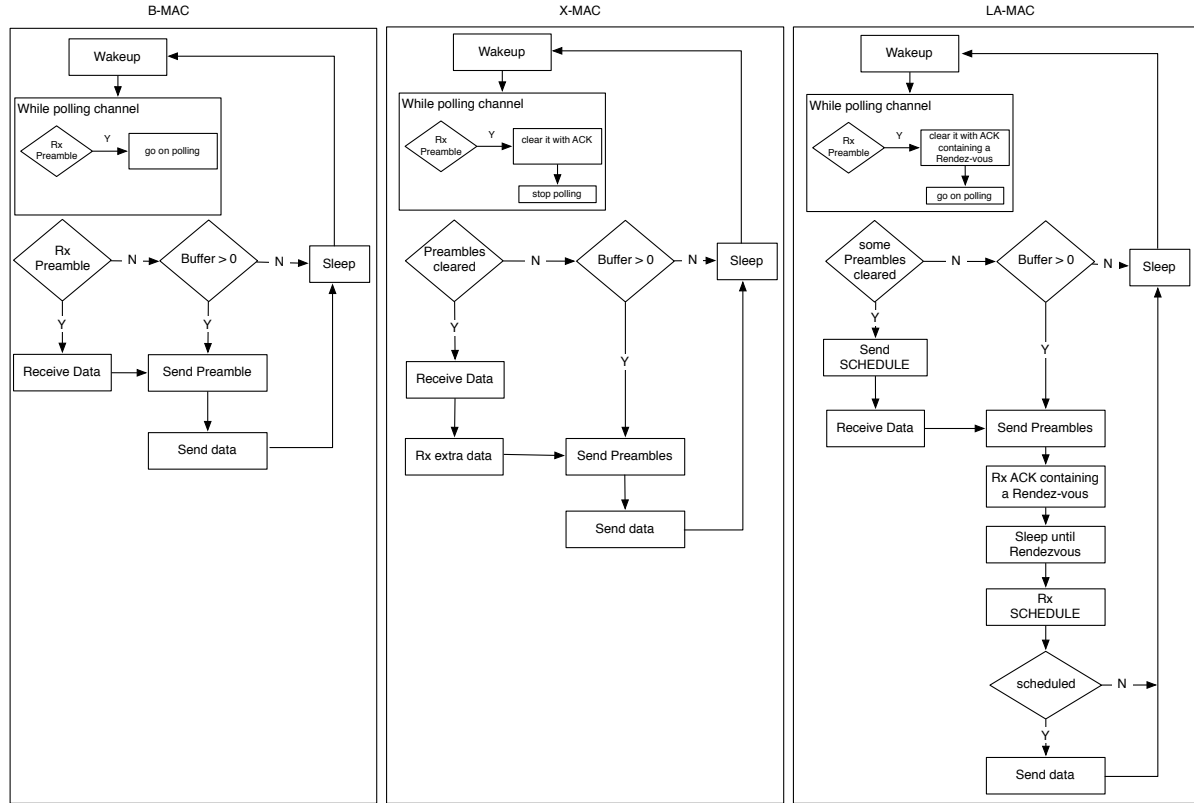 B-MAC
Wakeup
While polling channel
Rx
Preamble
Y
go on polling
Rx
Preamble
N
Buffer > 0
N
Sleep
Y
Y
Receive Data
Send Preamble
Send data
X-MAC
Wakeup
While polling channel
Rx
Preamble
Y
clear it with ACK
stop polling
Preambles
cleared
N
Buffer > 0
N
Sleep
Y
Y
Receive Data
Rx extra data
Send Preambles
Send data
LA-MAC
Wakeup
While polling channel
Rx
Preamble
Y
clear it with ACK
containing a
Rendez-vous
go on polling
some
Preambles
cleared
N
Buffer > 0
N
Sleep
Y
Send
SCHEDULE
Y
Receive Data
Send Preambles
Rx ACK containing
a Rendez-vous
Sleep until
Rendezvous
Rx
SCHEDULE
scheduled
N
Y
Send data